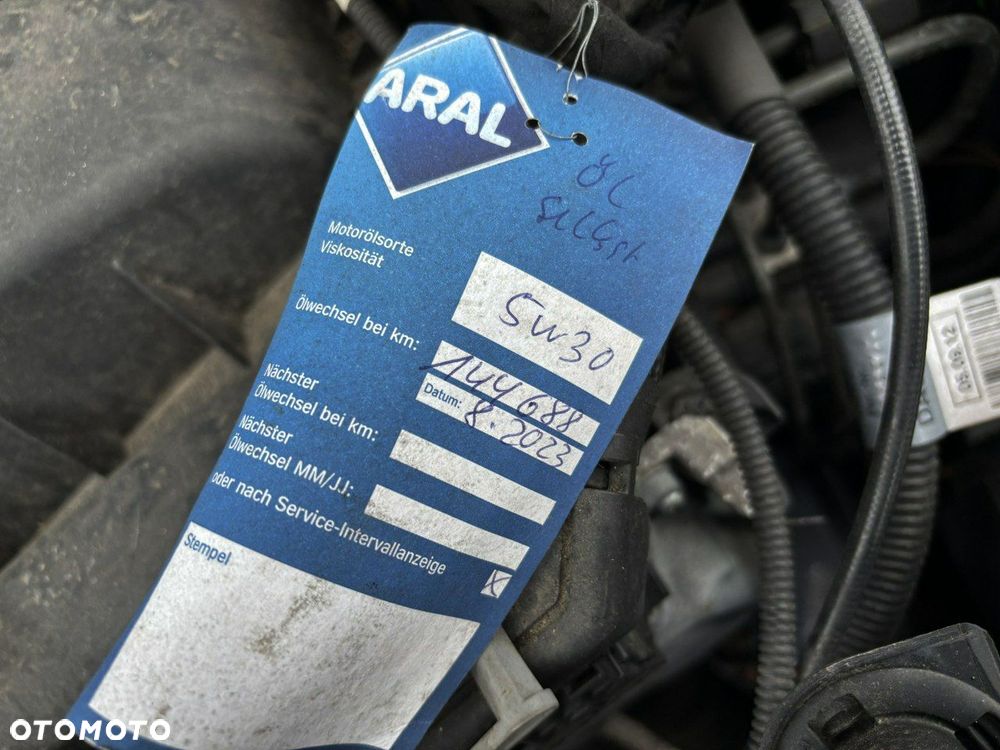 ARAL
ÖL
Motorölsorte
Viskosität
5W30
Ölwechsel bei km:
144688
Datum:
8.2023
Nächster
Ölwechsel bei km:
Nächster
Ölwechsel MM/JJ:
oder nach Service-Intervallanzeige
x
Stempel
OTOMOTO